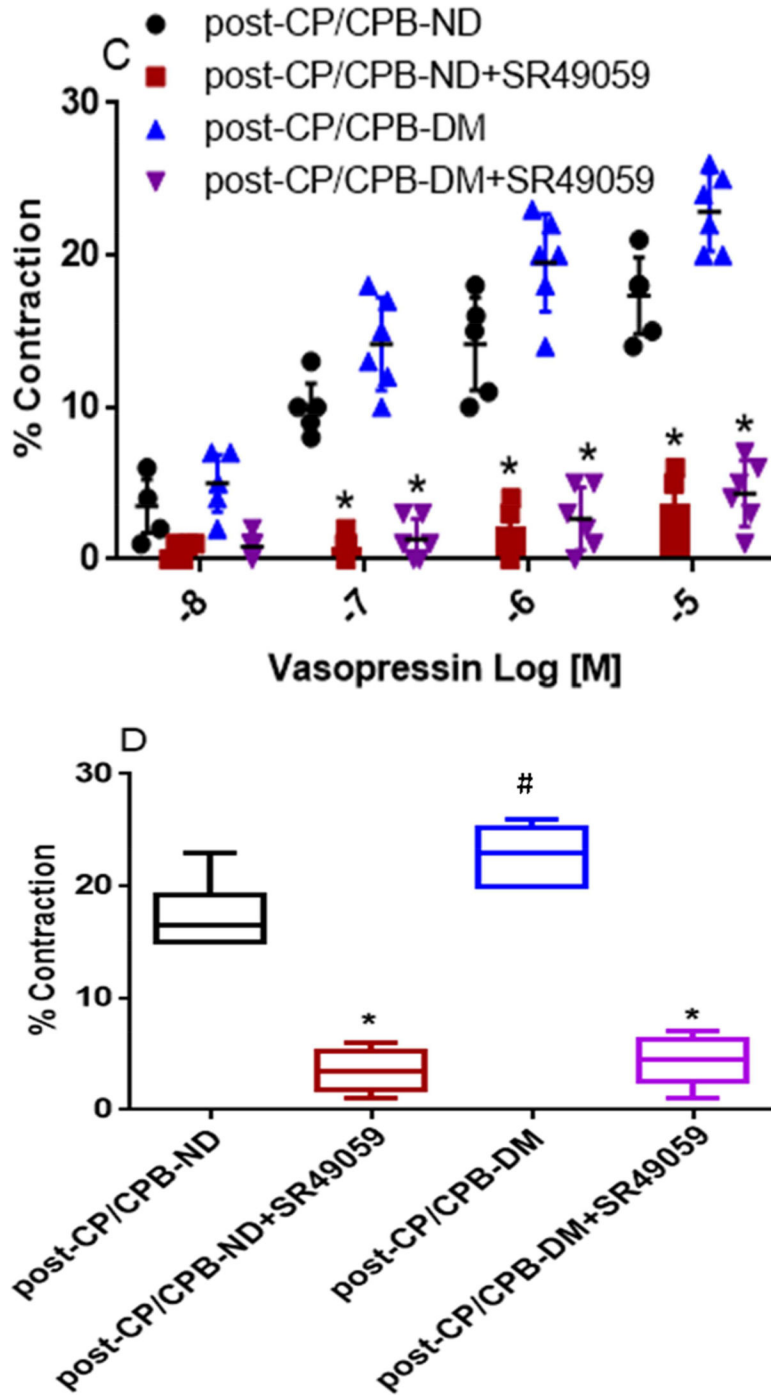 C
post-CP/CPB-ND
post-CP/CPB-ND+SR49059
post-CP/CPB-DM
post-CP/CPB-DM+SR49059
% Contraction
30
20
10
0
* * * * * *
-8 -7 -6 -5
Vasopressin Log [M]
D
% Contraction
30
20
10
0
#
* *
post-CP/CPB-ND
post-CP/CPB-ND+SR49059
post-CP/CPB-DM
post-CP/CPB-DM+SR49059